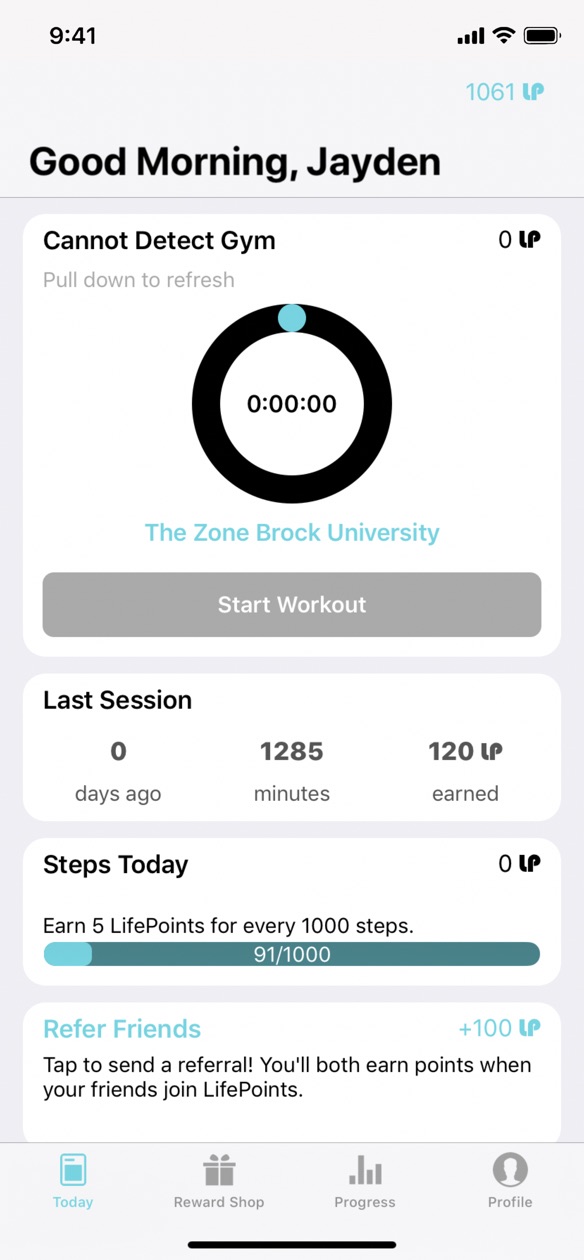 9:41
1061 LP
Good Morning, Jayden
Cannot Detect Gym
0 LP
Pull down to refresh
0:00:00
The Zone Brock University
Start Workout
Last Session
0 1285 120 LP
days ago minutes earned
Steps Today
0 LP
Earn 5 LifePoints for every 1000 steps.
91/1000
Refer Friends
+100 LP
Tap to send a referral! You'll both earn points when
your friends join LifePoints.
Today Reward Shop Progress Profile